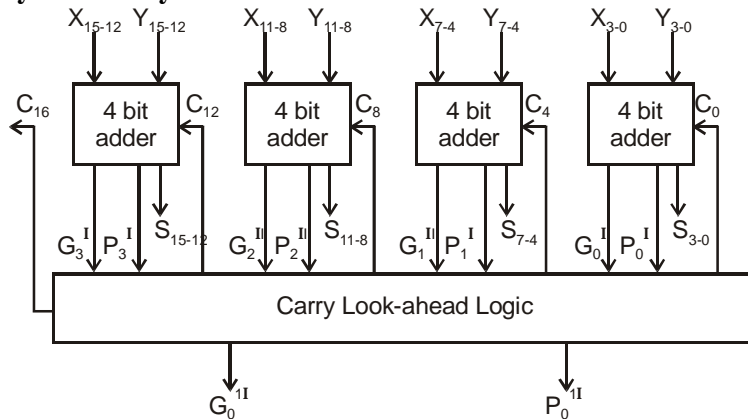 X15-12 Y15-12 X11-8 Y11-8 X7-4 Y7-4 X3-0 Y3-0
C16 4 bit adder C12 4 bit adder C8 4 bit adder C4 4 bit adder C0
S15-12 S11-8 S7-4 S3-0
G3I P3I G2II P2II G1II P1I G0I P0I
Carry Look-ahead Logic
G01I P01I